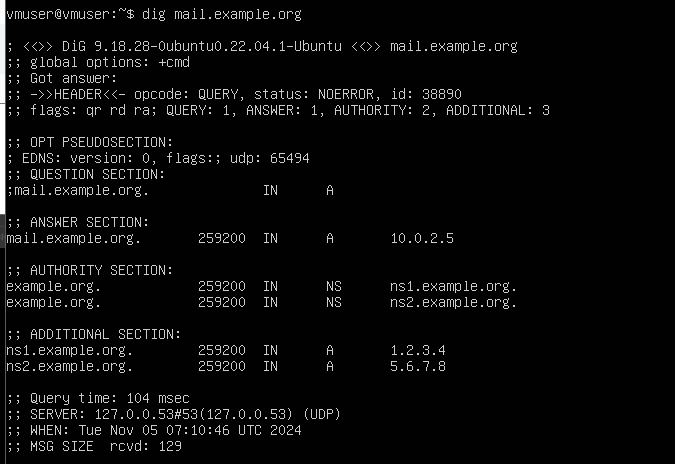 vmuser@vmuser:~$ dig mail.example.org
; <<>> DiG 9.18.28-0ubuntu0.22.04.1-Ubuntu <<>> mail.example.org
;; global options: +cmd
;; Got answer:
;; ->>HEADER<<- opcode: QUERY, status: NOERROR, id: 38890
;; flags: qr rd ra; QUERY: 1, ANSWER: 1, AUTHORITY: 2, ADDITIONAL: 3
;; OPT PSEUDOSECTION:
; EDNS: version: 0, flags:; udp: 65494
;; QUESTION SECTION:
;mail.example.org. IN A
;; ANSWER SECTION:
mail.example.org. 259200 IN A 10.0.2.5
;; AUTHORITY SECTION:
example.org. 259200 IN NS ns1.example.org.
example.org. 259200 IN NS ns2.example.org.
;; ADDITIONAL SECTION:
ns1.example.org. 259200 IN A 1.2.3.4
ns2.example.org. 259200 IN A 5.6.7.8
;; Query time: 104 msec
;; SERVER: 127.0.0.53#53(127.0.0.53) (UDP)
;; WHEN: Tue Nov 05 07:10:46 UTC 2024
;; MSG SIZE rcvd: 129